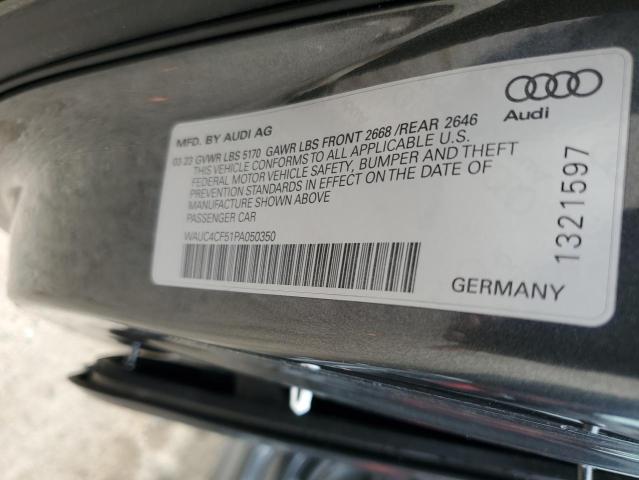 MFD. BY AUDI AG
03.23 GVWR LBS 5170 GAWR LBS FRONT 2668 /REAR 2646
THIS VEHICLE CONFORMS TO ALL APPLICABLE U.S.
FEDERAL MOTOR VEHICLE SAFETY, BUMPER AND THEFT
PREVENTION STANDARDS IN EFFECT ON THE DATE OF
MANUFACTURE SHOWN ABOVE
PASSENGER CAR
WAUC4CF51PA050350
Audi
1321597
GERMANY